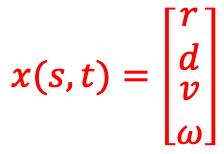 x(s, t) = [r
d
v
ω]